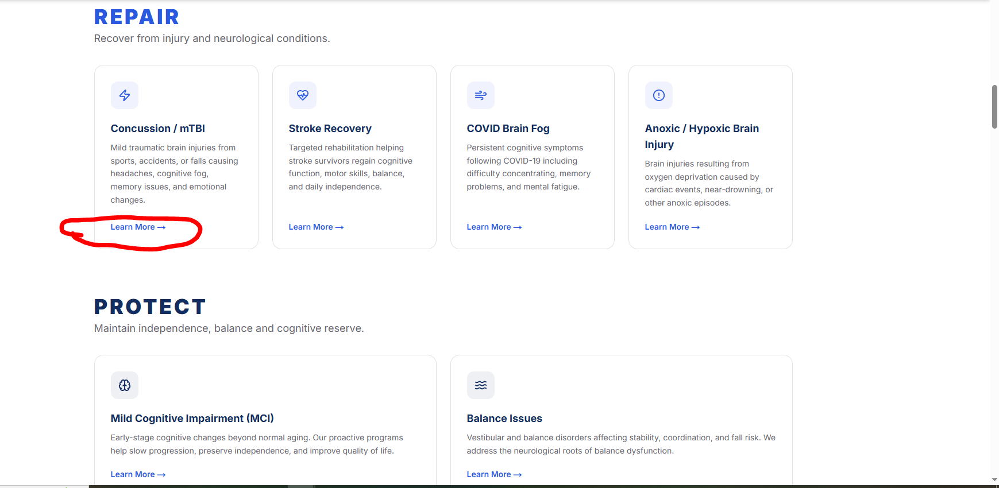 REPAIR
Recover from injury and neurological conditions.
Concussion / mTBI
Mild traumatic brain injuries from
sports, accidents, or falls causing
headaches, cognitive fog,
memory issues, and emotional
changes.
Learn More →
Stroke Recovery
Targeted rehabilitation helping
stroke survivors regain cognitive
function, motor skills, balance,
and daily independence.
Learn More →
COVID Brain Fog
Persistent cognitive symptoms
following COVID-19 including
difficulty concentrating, memory
problems, and mental fatigue.
Learn More →
Anoxic / Hypoxic Brain
Injury
Brain injuries resulting from
oxygen deprivation caused by
cardiac events, near-drowning, or
other anoxic episodes.
Learn More →
PROTECT
Maintain independence, balance and cognitive reserve.
Mild Cognitive Impairment (MCI)
Early-stage cognitive changes beyond normal aging. Our proactive programs
help slow progression, preserve independence, and improve quality of life.
Learn More →
Balance Issues
Vestibular and balance disorders affecting stability, coordination, and fall risk. We
address the neurological roots of balance dysfunction.
Learn More →